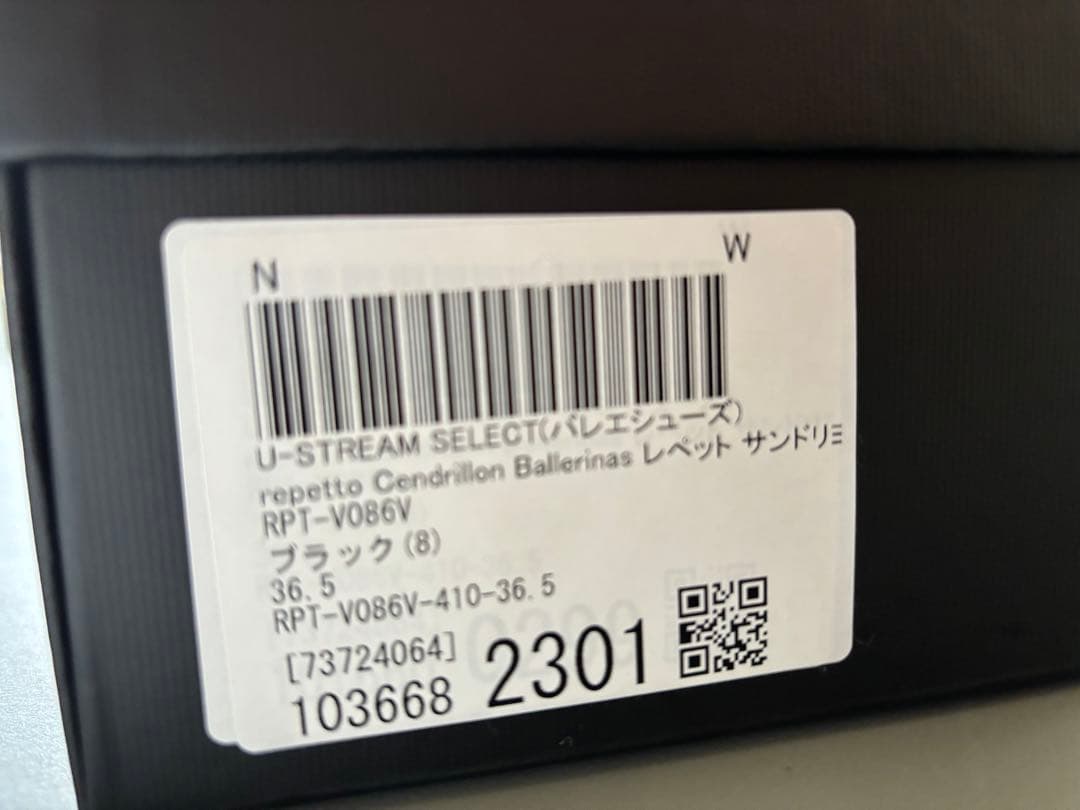 N W
U-STREAM SELECT(バレエシューズ)
repetto Cendrillon Ballerinas レペット サンドリミ
RPT-V086V
ブラック(8)
36.5
RPT-V086V-410-36.5
[73724064]
103668 2301